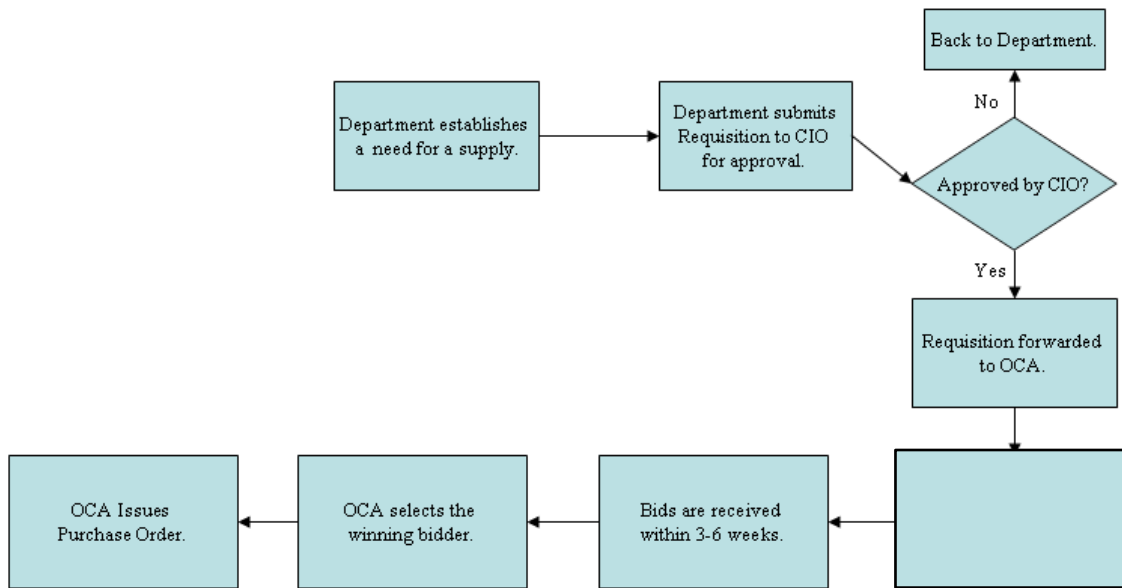 Back to Department.
Department establishes
a need for a supply.
Department submits
Requisition to CIO
for approval.
No
Approved by CIO?
Yes
Requisition forwarded
to OCA.
OCA Issues
Purchase Order.
OCA selects the
winning bidder.
Bids are received
within 3-6 weeks.